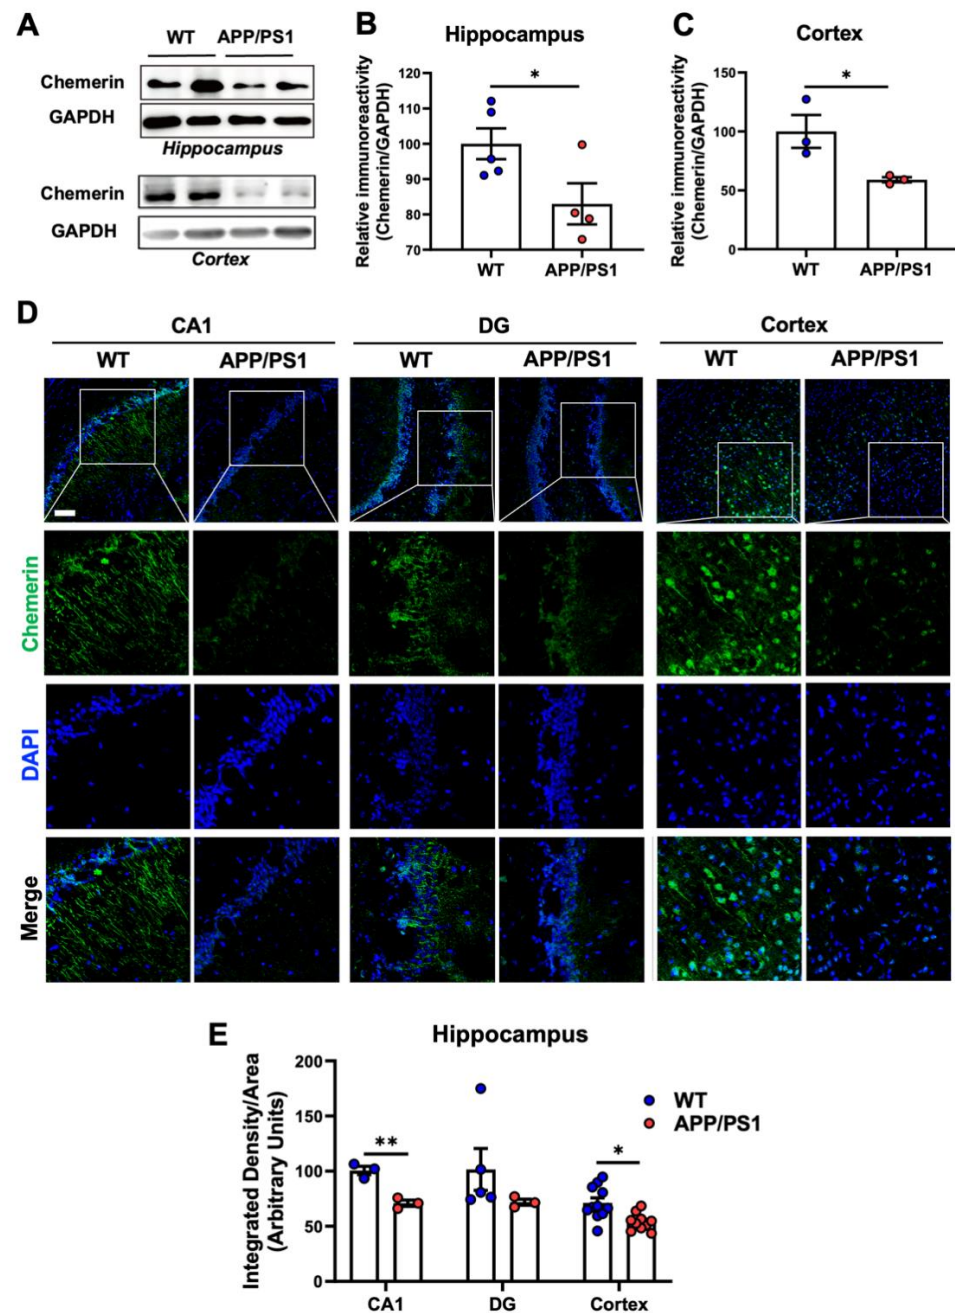 A
WT APP/PS1
Chemerin
GAPDH
Hippocampus
Chemerin
GAPDH
Cortex
B
Hippocampus
Relative immunoreactivity
(Chemerin/GAPDH)
120
110
100
90
80
70
*
WT APP/PS1
C
Cortex
Relative immunoreactivity
(Chemerin/GAPDH)
150
100
50
0
*
WT APP/PS1
D
CA1 DG Cortex
WT APP/PS1 WT APP/PS1 WT APP/PS1
Chemerin
DAPI
Merge
E
Hippocampus
Integrated Density/Area
(Arbitrary Units)
200
150
100
50
0
**
*
WT
APP/PS1
CA1 DG Cortex